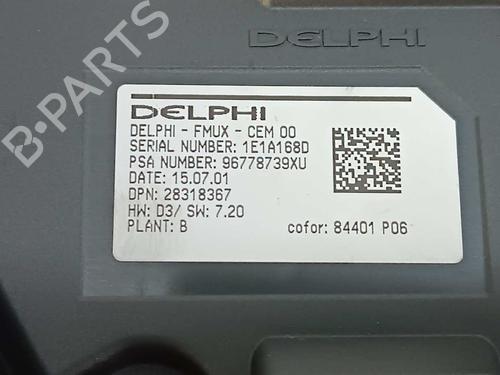 DELPHI
B-PARTS
DELPHI
DELPHI - FMUX - CEM 00
SERIAL NUMBER: 1E1A168D
PSA NUMBER: 96778739XU
DATE: 15.07.01
DPN: 28318367
HW: D3/ SW: 7.20
PLANT: B
cofor: 84401 P06